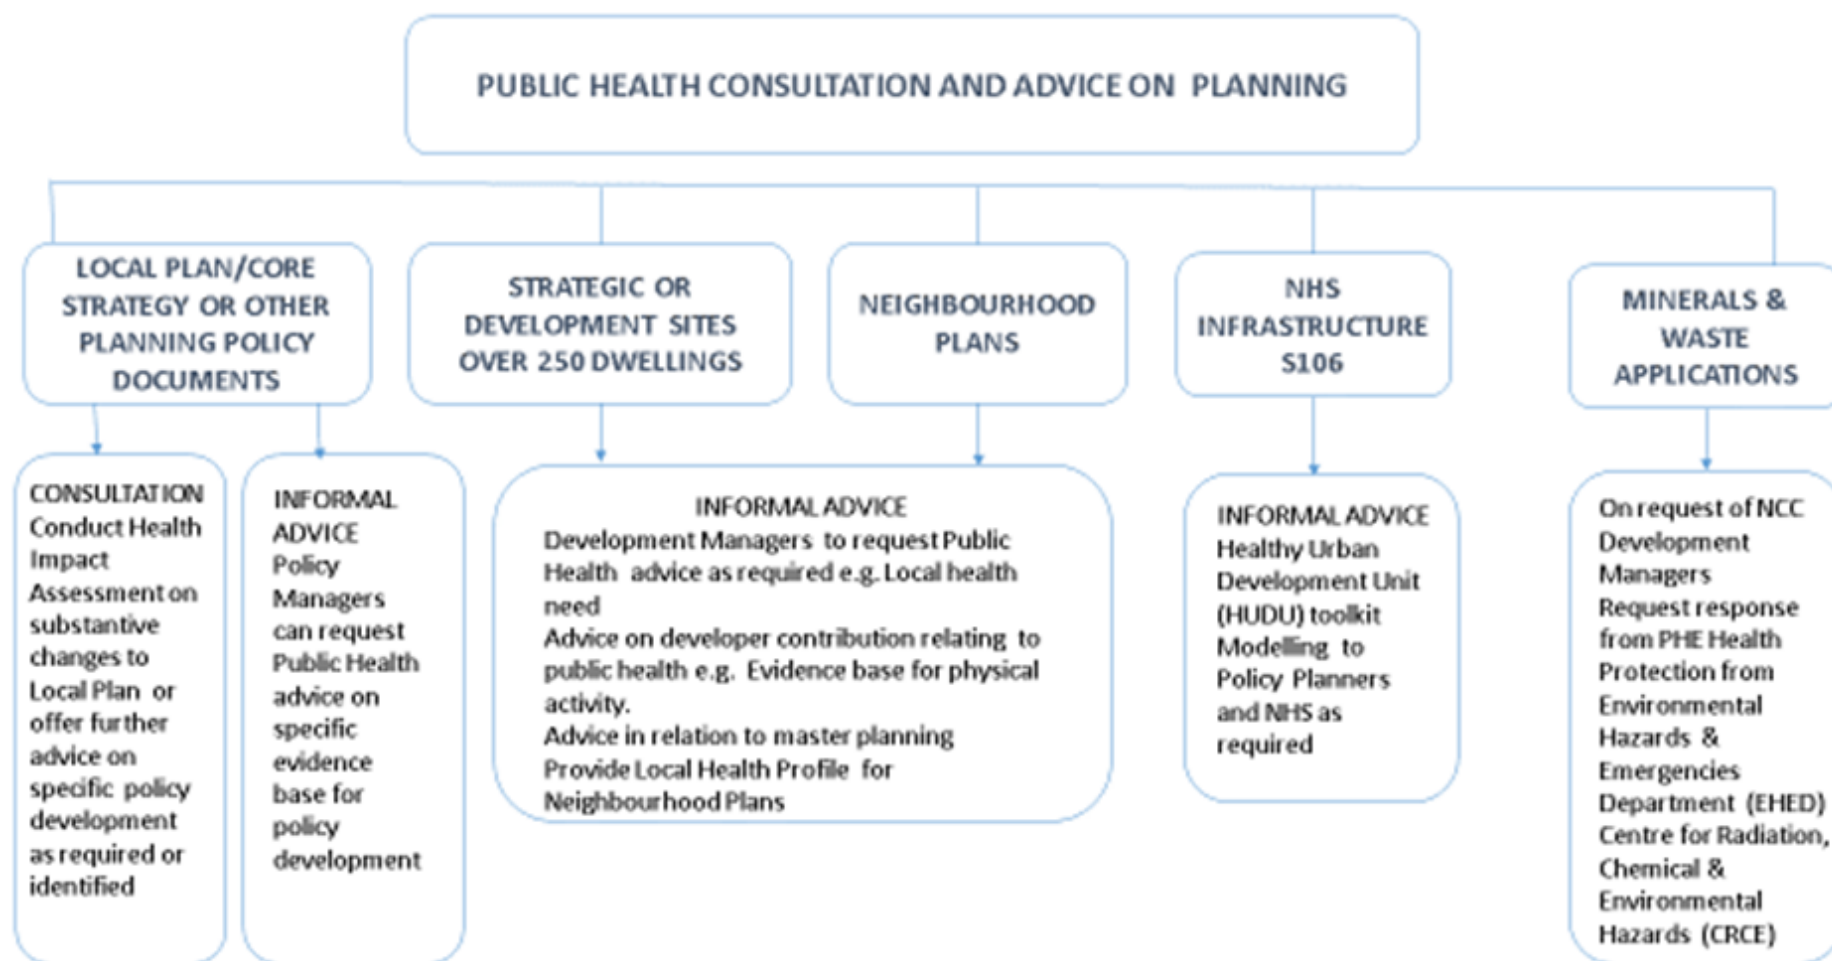 PUBLIC HEALTH CONSULTATION AND ADVICE ON PLANNING
LOCAL PLAN/CORE
STRATEGY OR OTHER
PLANNING POLICY
DOCUMENTS
STRATEGIC OR
DEVELOPMENT SITES
OVER 250 DWELLINGS
NEIGHBOURHOOD
PLANS
NHS
INFRASTRUCTURE
S106
MINERALS &
WASTE
APPLICATIONS
CONSULTATION
Conduct Health
Impact
Assessment on
substantive
changes to
Local Plan or
offer further
advice on
specific policy
development
as required or
identified
INFORMAL
ADVICE
Policy
Managers
can request
Public Health
advice on
specific
evidence
base for
policy
development
INFORMAL ADVICE
Development Managers to request Public
Health advice as required e.g. Local health
need
Advice on developer contribution relating to
public health e.g. Evidence base for physical
activity.
Advice in relation to master planning
Provide Local Health Profile for
Neighbourhood Plans
INFORMAL ADVICE
Healthy Urban
Development Unit
(HUDU) toolkit
Modelling to
Policy Planners
and NHS as
required
On request of NCC
Development
Managers
Request response
from PHE Health
Protection from
Environmental
Hazards &
Emergencies
Department (EHED)
Centre for Radiation,
Chemical &
Environmental
Hazards (CRCE)